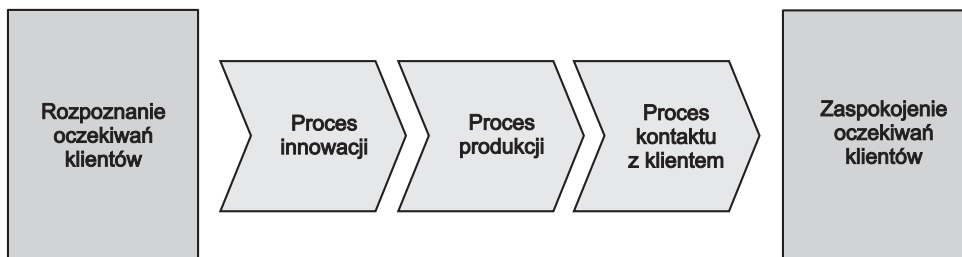 Rozpoznanie
oczekiwań
klientów
Proces
innowacji
Proces
produkcji
Proces
kontaktu
z klientem
Zaspokojenie
oczekiwań
klientów